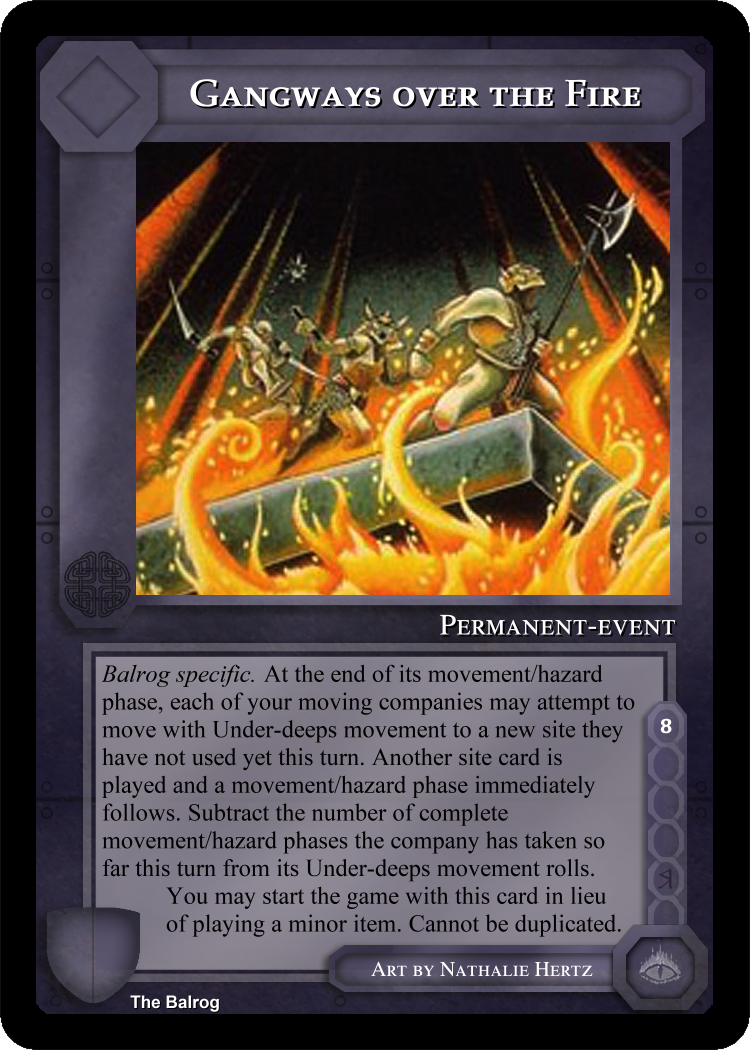 Gangways over the Fire
Permanent-event
Balrog specific. At the end of its movement/hazard
phase, each of your moving companies may attempt to
move with Under-deeps movement to a new site they
have not used yet this turn. Another site card is
played and a movement/hazard phase immediately
follows. Subtract the number of complete
movement/hazard phases the company has taken so
far this turn from its Under-deeps movement rolls.
You may start the game with this card in lieu
of playing a minor item. Cannot be duplicated.
8
Art by Nathalie Hertz
The Balrog